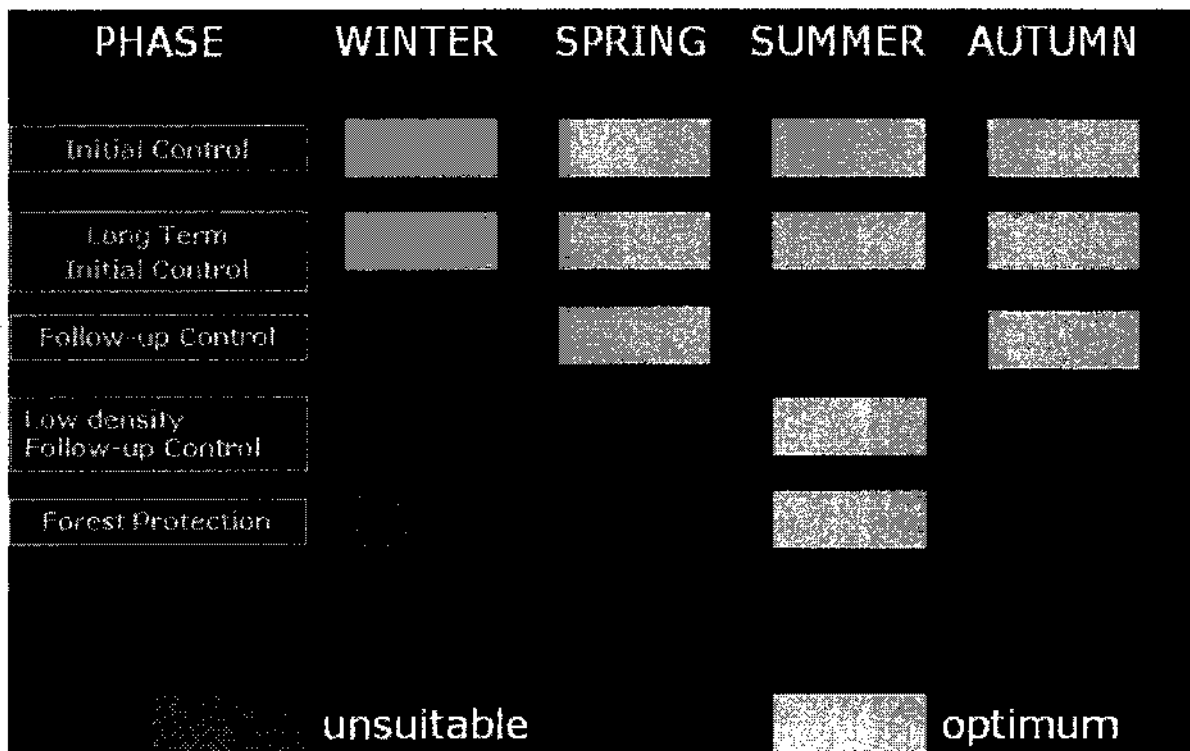 PHASE WINTER SPRING SUMMER AUTUMN
Initial Control
Long Term
Initial Control
Follow-up Control
Low density
Follow-up Control
Forest Protection
unsuitable optimum